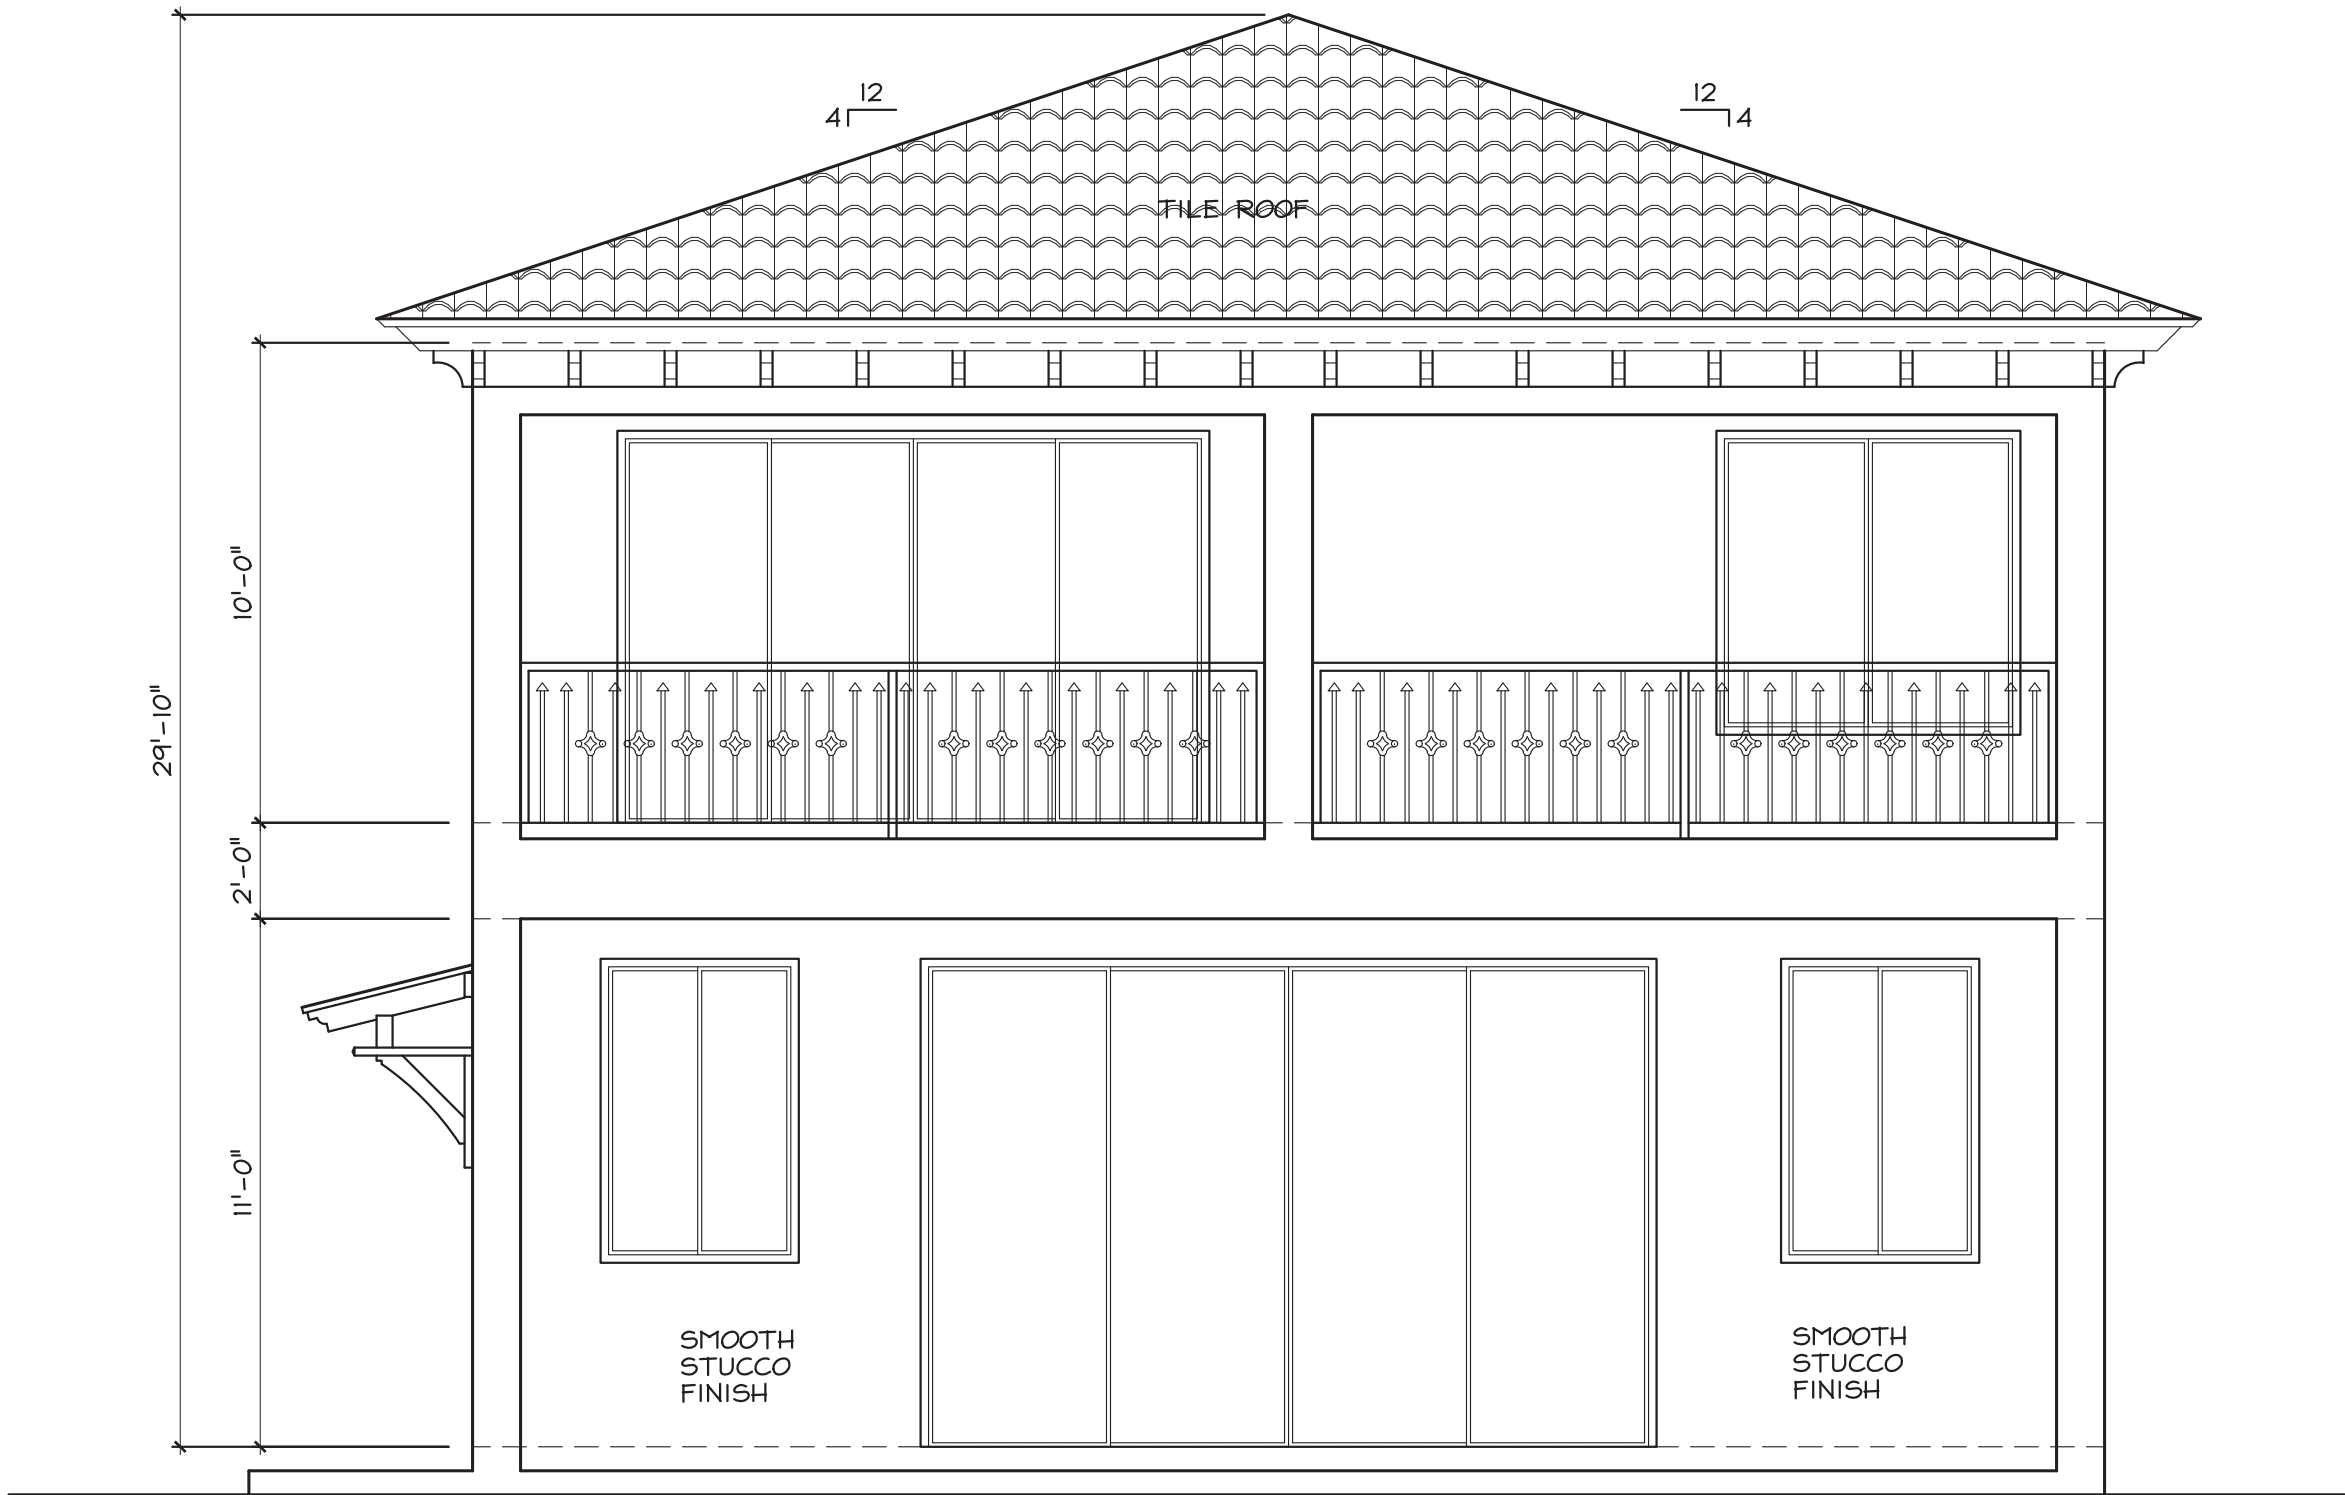 12
4
12
4
TILE ROOF
10'-0"
29'-10"
2'-0"
11'-0"
SMOOTH
STUCCO
FINISH
SMOOTH
STUCCO
FINISH